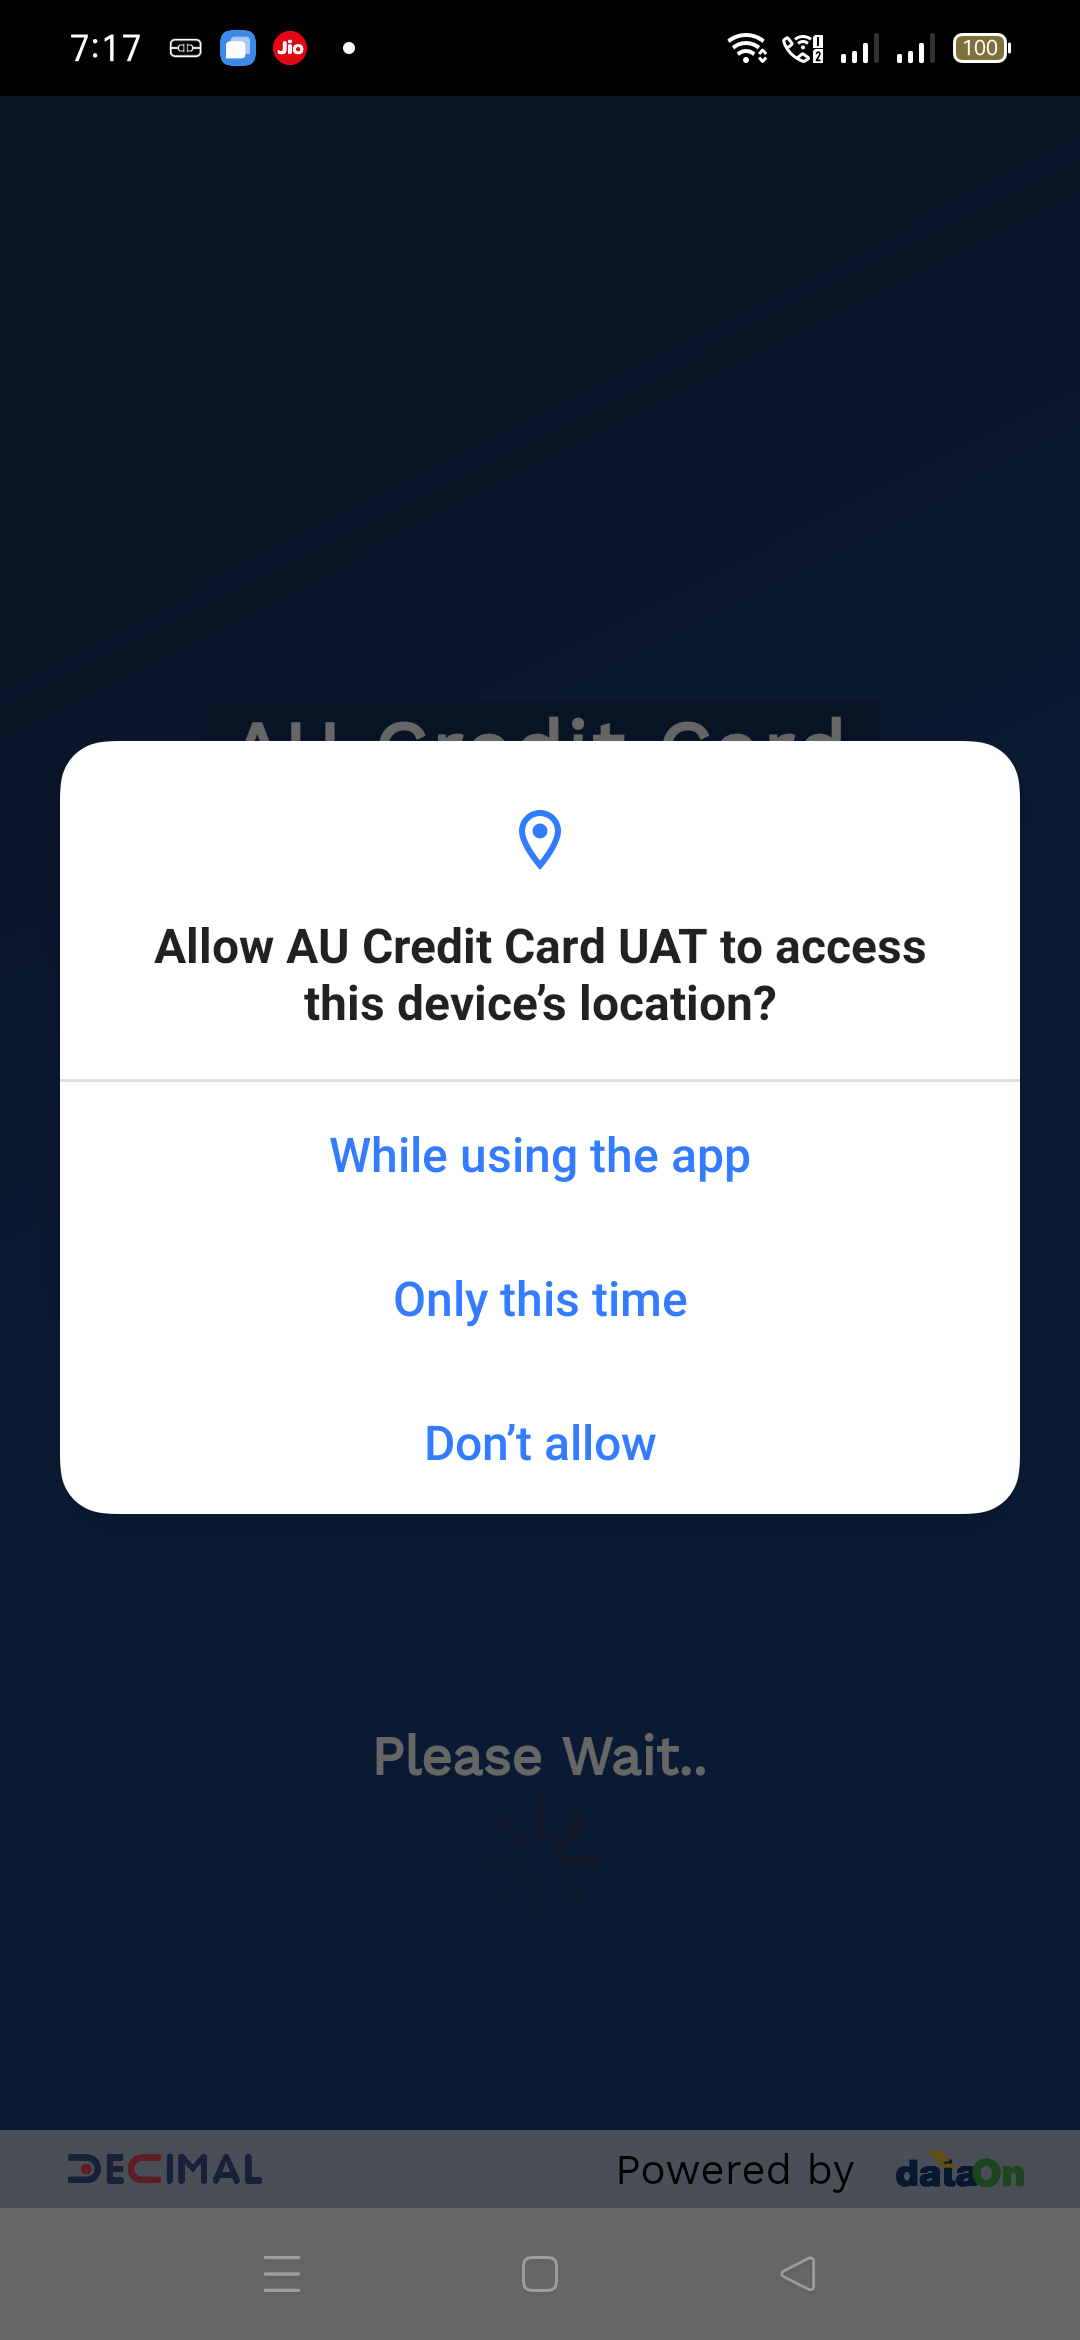 7:17
Jio
100
AU Credit Card
Allow AU Credit Card UAT to access
this device’s location?
While using the app
Only this time
Don’t allow
Please Wait..
DECIMAL
Powered by
dataOn